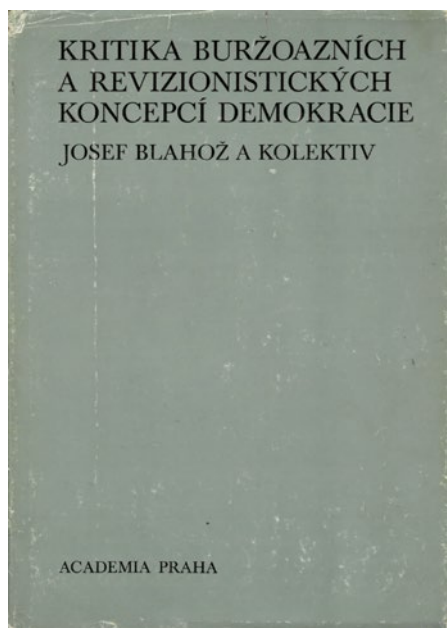 KRITIKA BURŽOAZNÍCH
A REVIZIONISTICKÝCH
KONCEPCÍ DEMOKRACIE
JOSEF BLAHOŽ A KOLEKTIV
ACADEMIA PRAHA